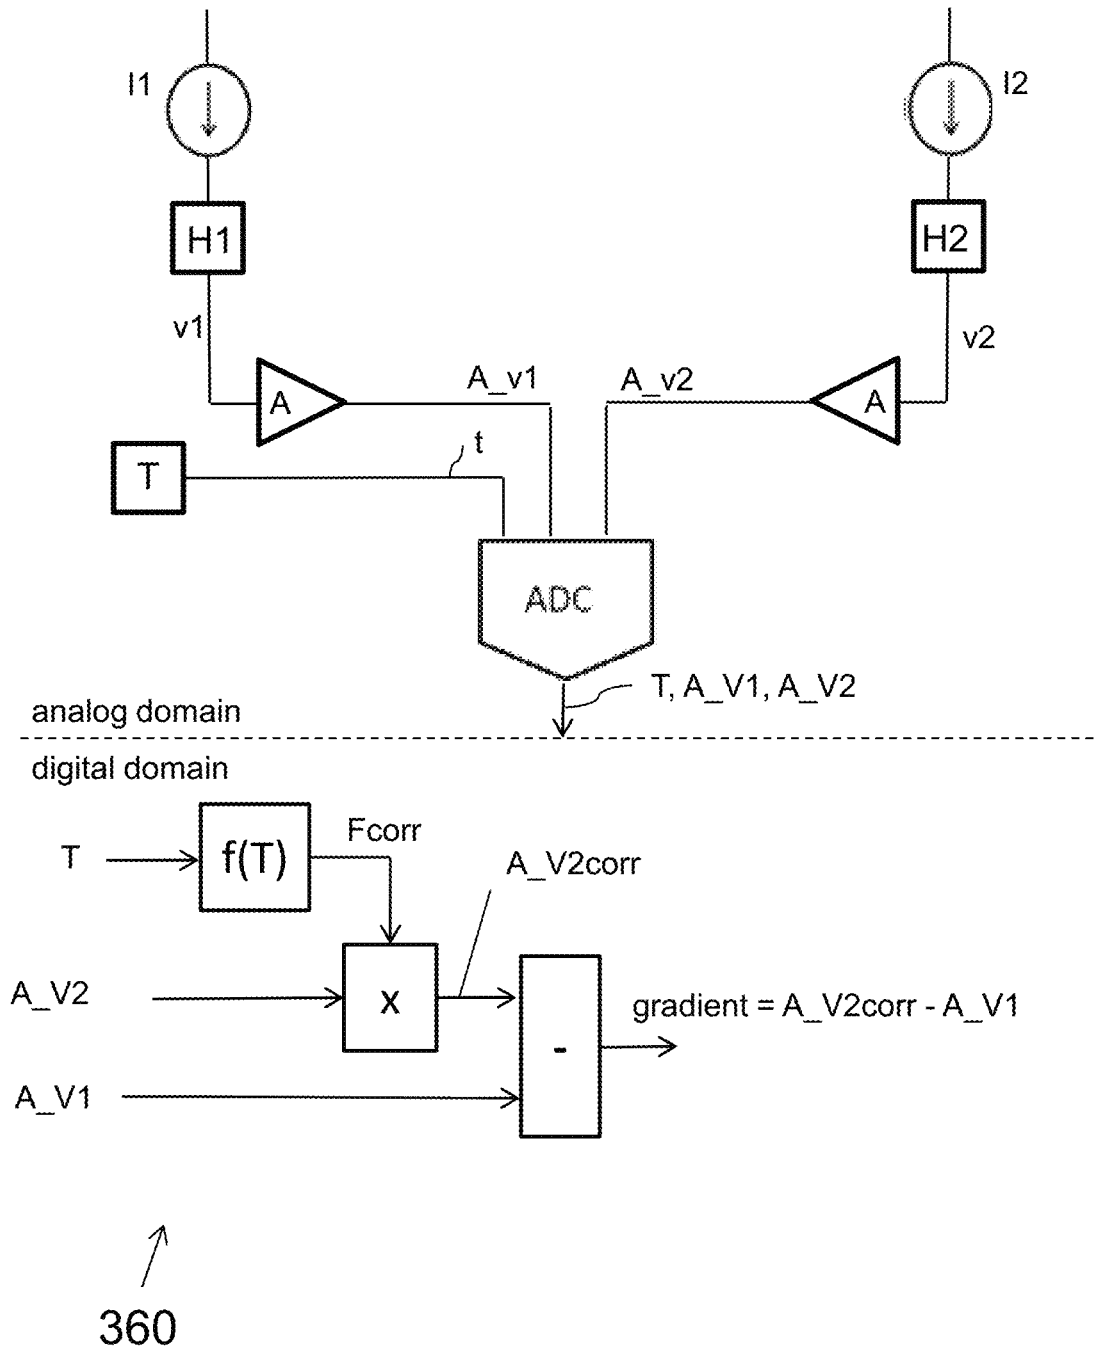 I1
I2
H1
H2
v1
v2
A
A_v1
A_v2
A
T
t
ADC
T, A_V1, A_V2
analog domain
digital domain
T
f(T)
Fcorr
A_V2corr
A_V2
x
-
gradient = A_V2corr - A_V1
A_V1
360